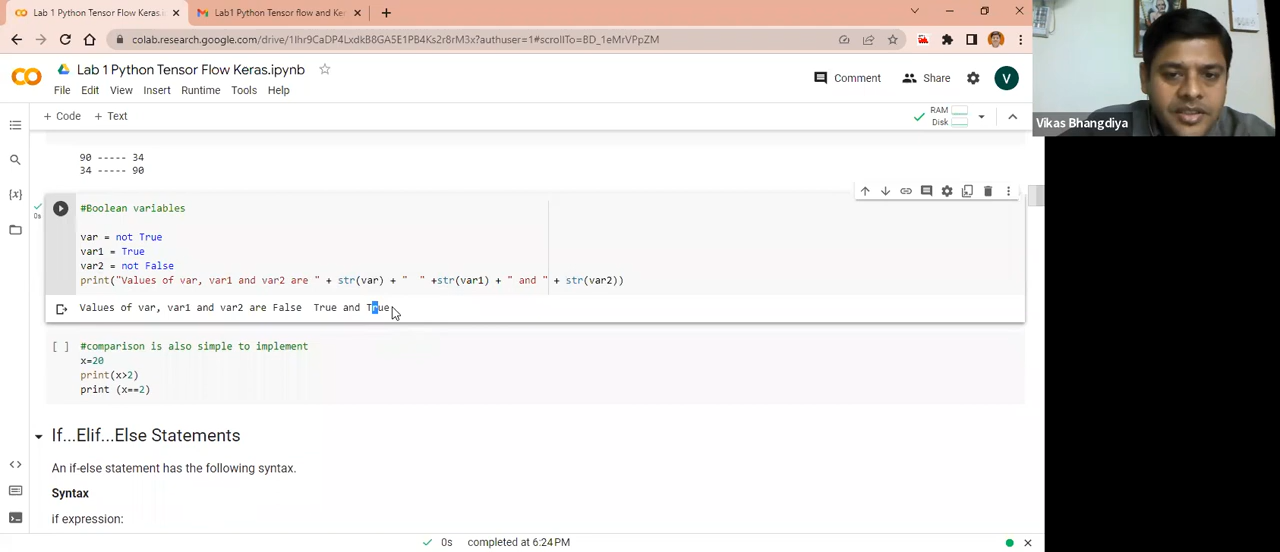 Lab 1 Python Tensor Flow Keras.i
Lab1 Python Tensor flow and Ker
colab.research.google.com/drive/1Ihr9CaDP4LxdkB8GA5E1PB4Ks2r8rM3x?authuser=1#scrollTo=BD_1eMrVPpZM
Lab 1 Python Tensor Flow Keras.ipynb
File Edit View Insert Runtime Tools Help
Comment Share V
+ Code + Text
RAM
Disk
90 ----- 34
34 ----- 90
0s
#Boolean variables
var = not True
var1 = True
var2 = not False
print("Values of var, var1 and var2 are " + str(var) + "  " +str(var1) + " and " + str(var2))
Values of var, var1 and var2 are False  True and True
[ ] #comparison is also simple to implement
x=20
print(x>2)
print (x==2)
If...Elif...Else Statements
An if-else statement has the following syntax.
Syntax
if expression:
0s completed at 6:24 PM
Vikas Bhangdiya